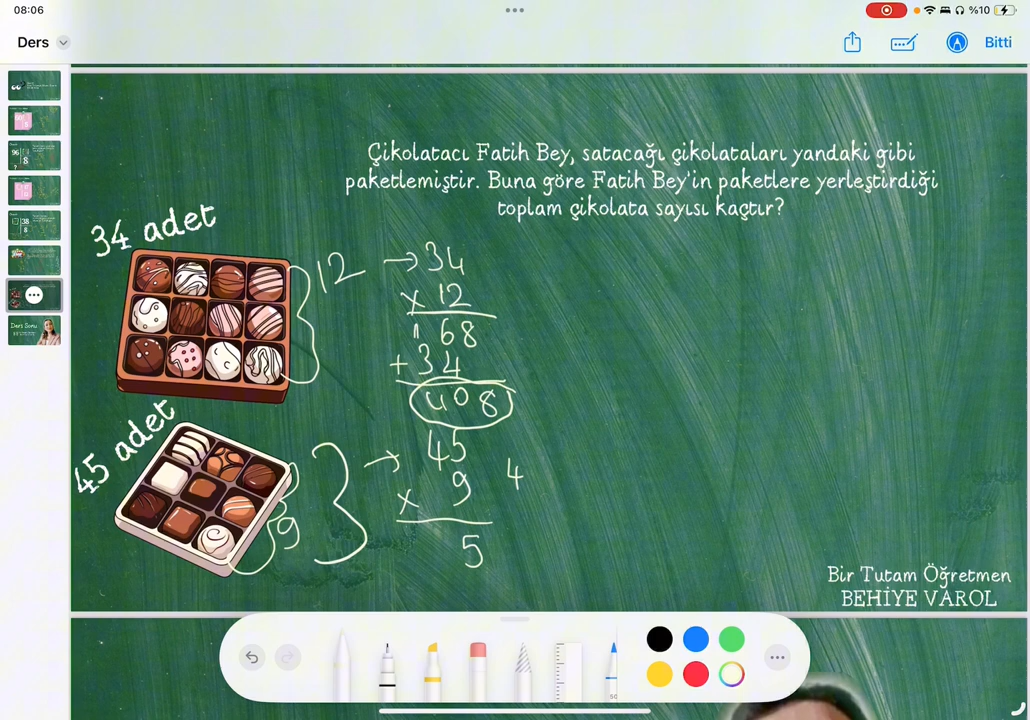 08:06
%10
Ders
Bitti
Çikolatacı Fatih Bey, satacağı çikolataları yandaki gibi
paketlemiştir. Buna göre Fatih Bey'in paketlere yerleştirdiği
toplam çikolata sayısı kaçtır?
34 adet
12 → 34
x 12
68
+ 34
408
45 adet
9
→ 45
x 9 4
5
Bir Tutam Öğretmen
BEHİYE VAROL
Ders Sonu